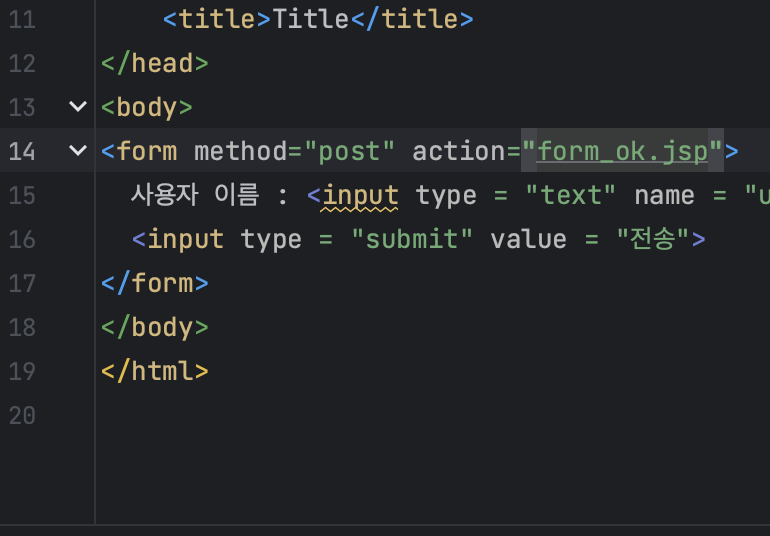 11 <title>Title</title>
12 </head>
13 <body>
14 <form method="post" action="form_ok.jsp">
15 사용자 이름 : <input type = "text" name = "u
16 <input type = "submit" value = "전송">
17 </form>
18 </body>
19 </html>
20